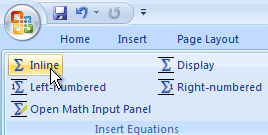 Home Insert Page Layout
Inline Display
Left-Numbered Right-numbered
Open Math Input Panel
Insert Equations